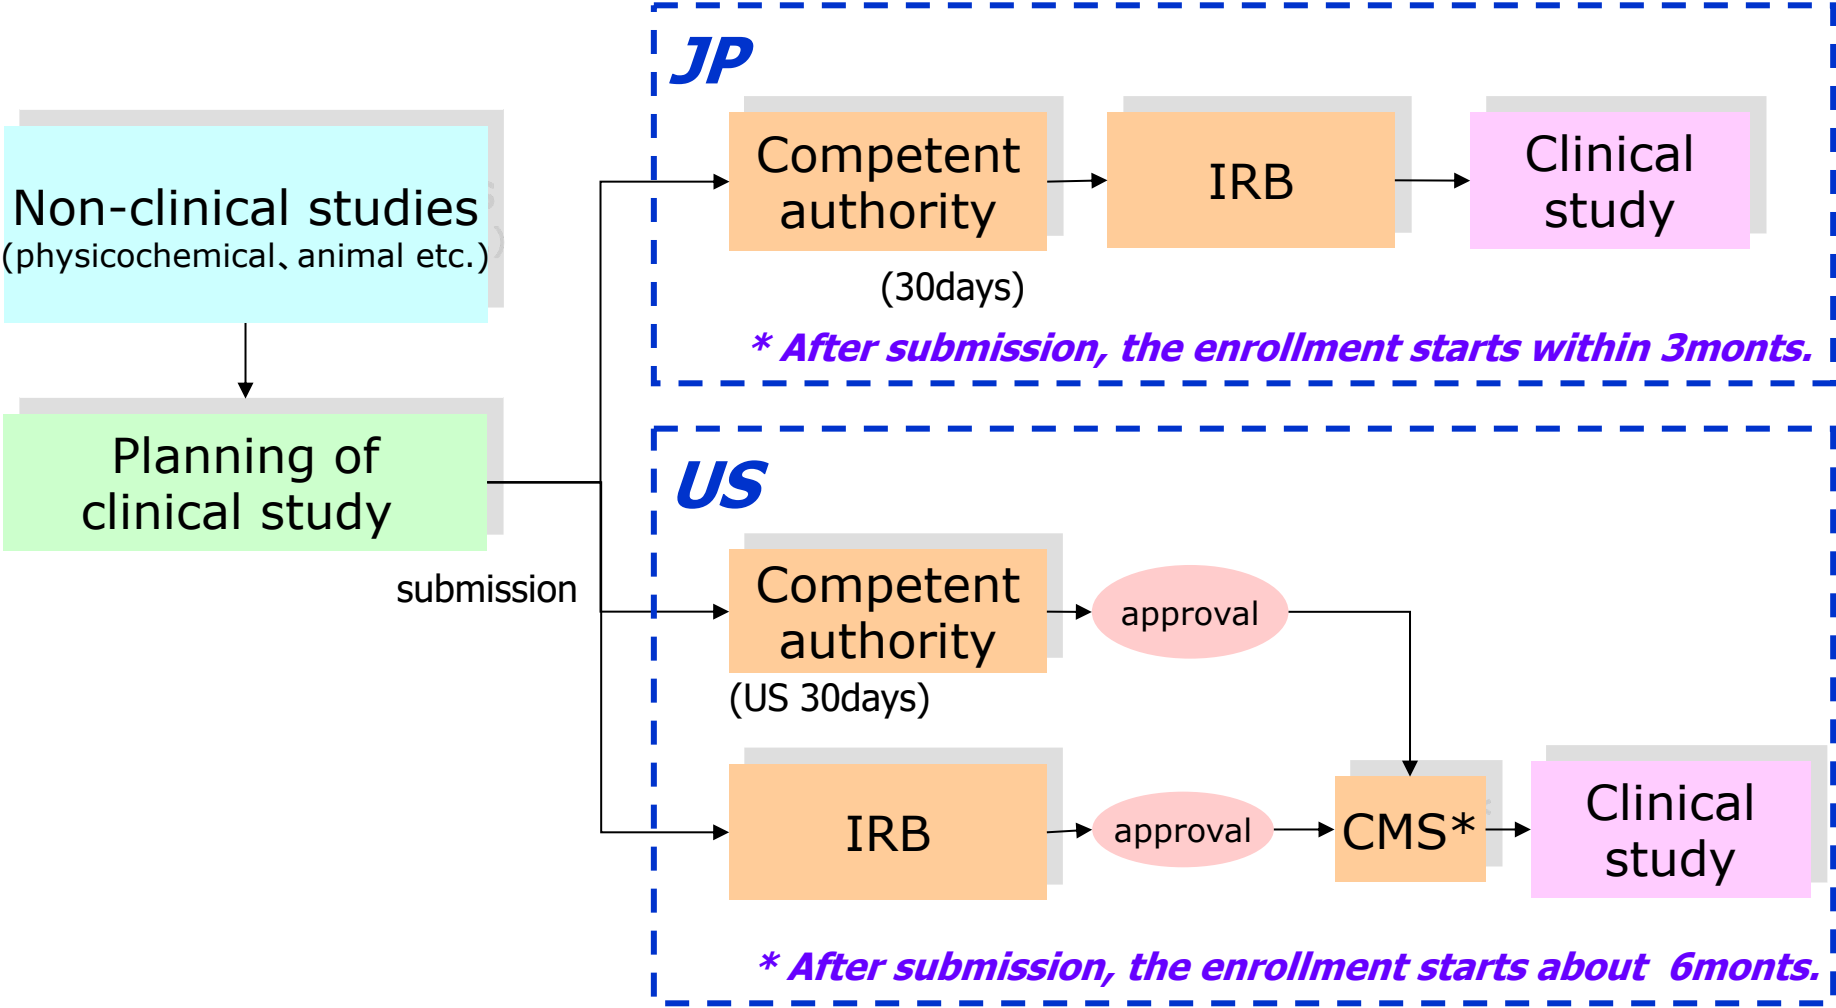 Non-clinical studies
(physicochemical、animal etc.)
Planning of
clinical study
submission
JP
Competent
authority
(30days)
IRB
Clinical
study
* After submission, the enrollment starts within 3monts.
US
Competent
authority
(US 30days)
approval
IRB
approval
CMS*
Clinical
study
* After submission, the enrollment starts about 6monts.